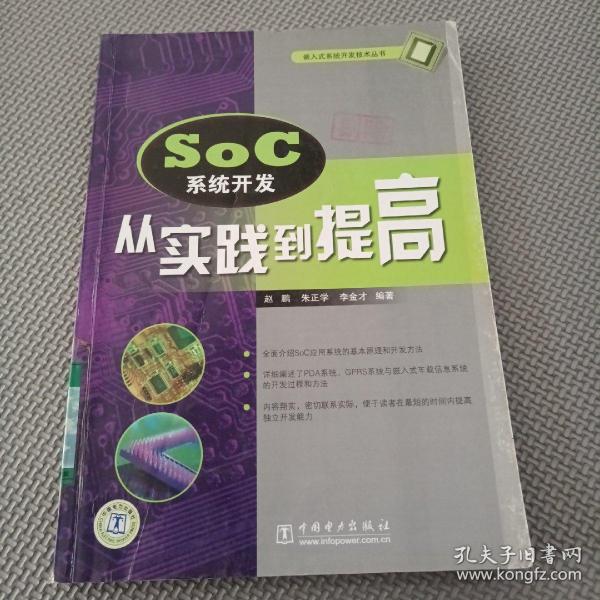 嵌入式系统开发技术丛书
SoC
系统开发
从实践到提高
赵 鹏 朱正学 李金才 编著
全面介绍SoC应用系统的基本原理和开发方法
详细阐述了PDA系统、GPRS系统与嵌入式车载信息系统
的开发过程和方法
内容翔实，密切联系实际，便于读者在最短的时间内提高
独立开发能力
中国电力出版社
www.infopower.com.cn
孔夫子旧书网
www.kongfz.com